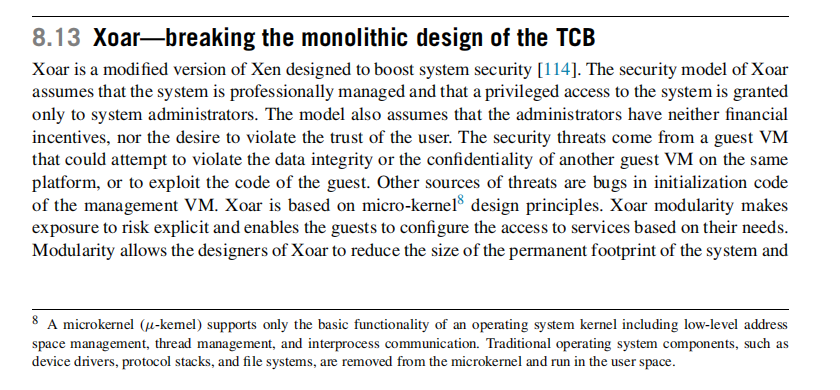 8.13 Xoar—breaking the monolithic design of the TCB
Xoar is a modified version of Xen designed to boost system security [114]. The security model of Xoar
assumes that the system is professionally managed and that a privileged access to the system is granted
only to system administrators. The model also assumes that the administrators have neither financial
incentives, nor the desire to violate the trust of the user. The security threats come from a guest VM
that could attempt to violate the data integrity or the confidentiality of another guest VM on the same
platform, or to exploit the code of the guest. Other sources of threats are bugs in initialization code
of the management VM. Xoar is based on micro-kernel⁸ design principles. Xoar modularity makes
exposure to risk explicit and enables the guests to configure the access to services based on their needs.
Modularity allows the designers of Xoar to reduce the size of the permanent footprint of the system and
⁸ A microkernel (μ-kernel) supports only the basic functionality of an operating system kernel including low-level address
space management, thread management, and interprocess communication. Traditional operating system components, such as
device drivers, protocol stacks, and file systems, are removed from the microkernel and run in the user space.